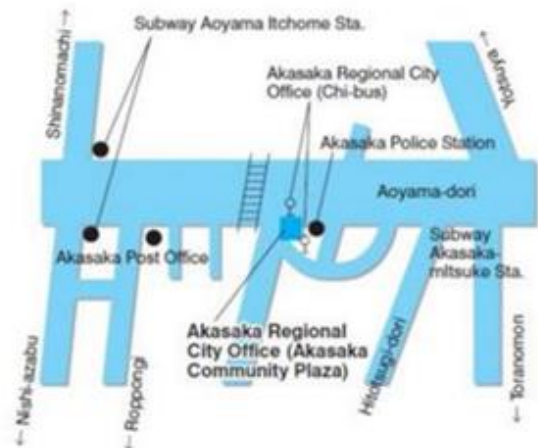 Subway Aoyama Itchome Sta.
Shinanomachi →
Yotsuya →
Akasaka Regional City
Office (Chi-bus)
Akasaka Police Station
Aoyama-dori
Akasaka Post Office
Subway
Akasaka-
mItsuke Sta.
Akasaka Regional
City Office (Akasaka
Community Plaza)
← Nishi-azabu
← Roppongi
Hitotsugi-dori
← Toranomon